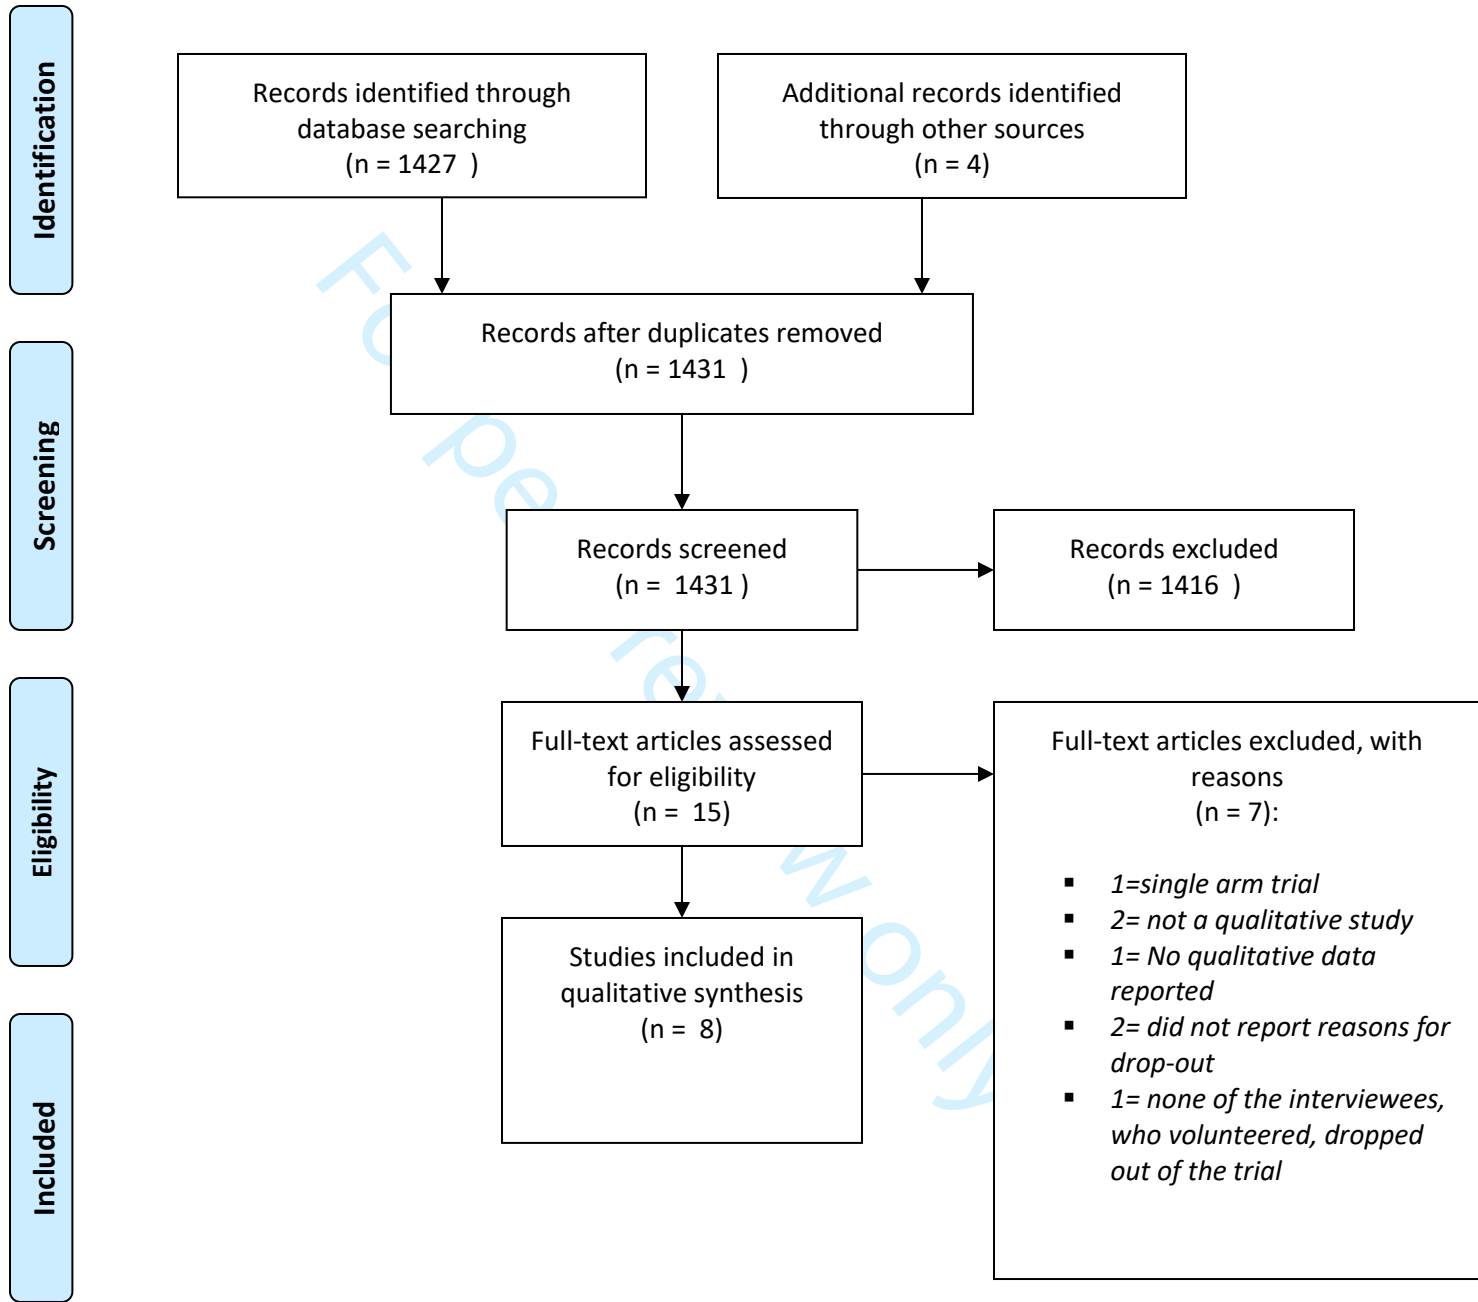 Identification
Records identified through
database searching
(n = 1427  )
Additional records identified
through other sources
(n = 4)
Records after duplicates removed
(n = 1431  )
Screening
Records screened
(n =  1431 )
Records excluded
(n = 1416  )
Eligibility
Full-text articles assessed
for eligibility
(n =  15)
Full-text articles excluded, with
reasons
(n = 7):
▪ 1=single arm trial
▪ 2= not a qualitative study
▪ 1= No qualitative data
reported
▪ 2= did not report reasons for
drop-out
▪ 1= none of the interviewees,
who volunteered, dropped
out of the trial
Included
Studies included in
qualitative synthesis
(n =  8)